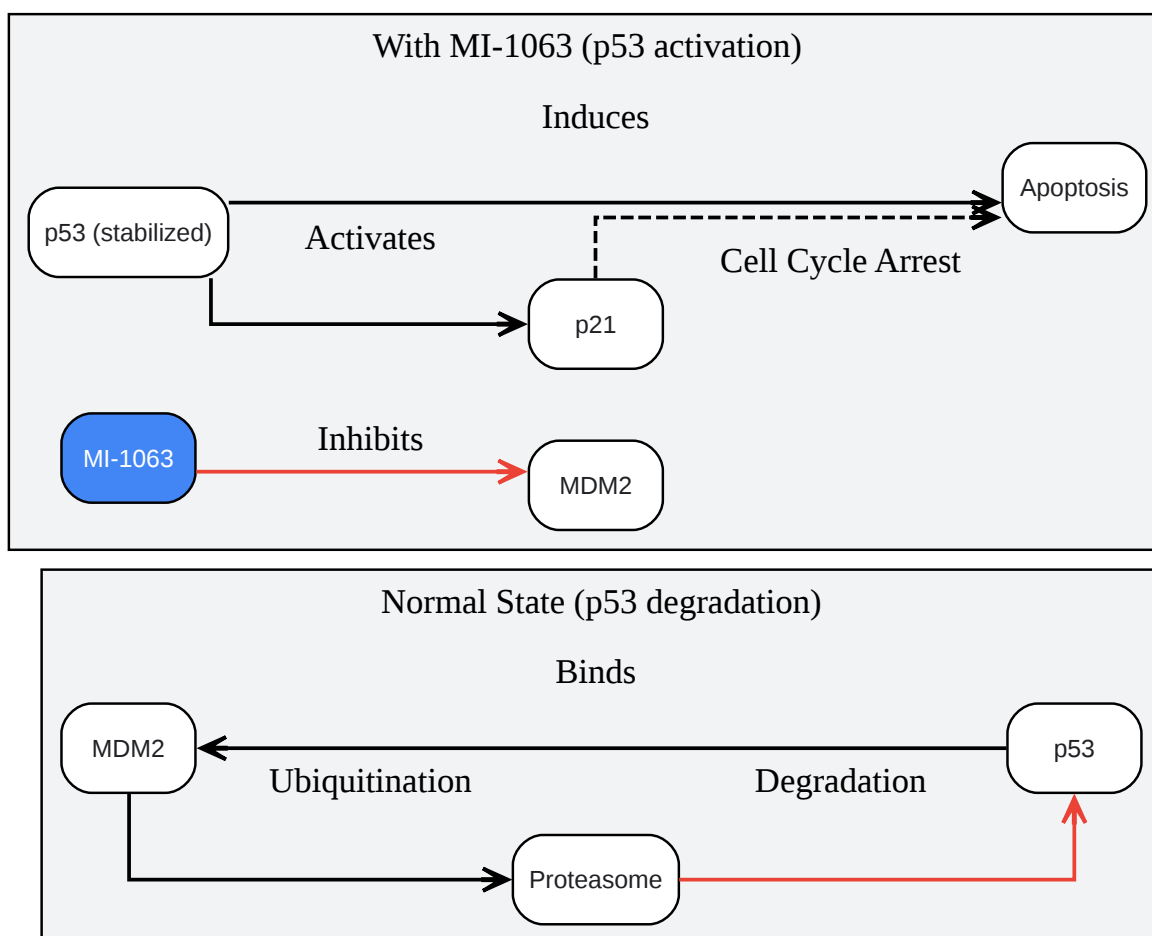 With MI-1063 (p53 activation)
Induces
Apoptosis
p53 (stabilized)
Activates
Cell Cycle Arrest
p21
Inhibits
MI-1063
MDM2
Normal State (p53 degradation)
Binds
MDM2
p53
Ubiquitination
Degradation
Proteasome